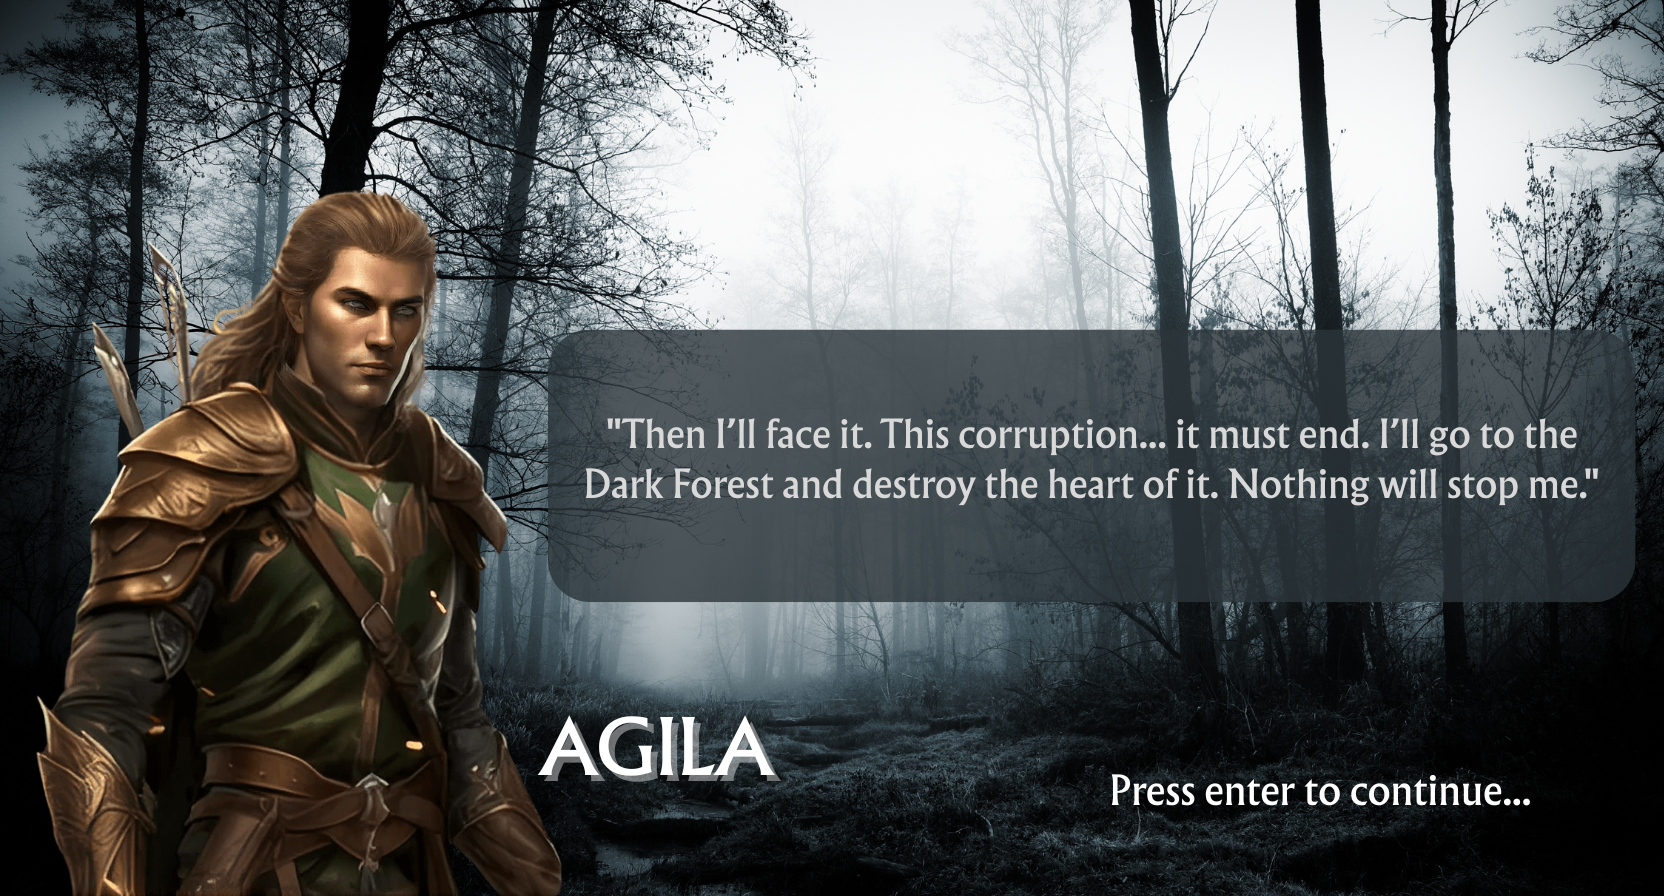 "Then I’ll face it. This corruption... it must end. I’ll go to the
Dark Forest and destroy the heart of it. Nothing will stop me."
AGILA
Press enter to continue...